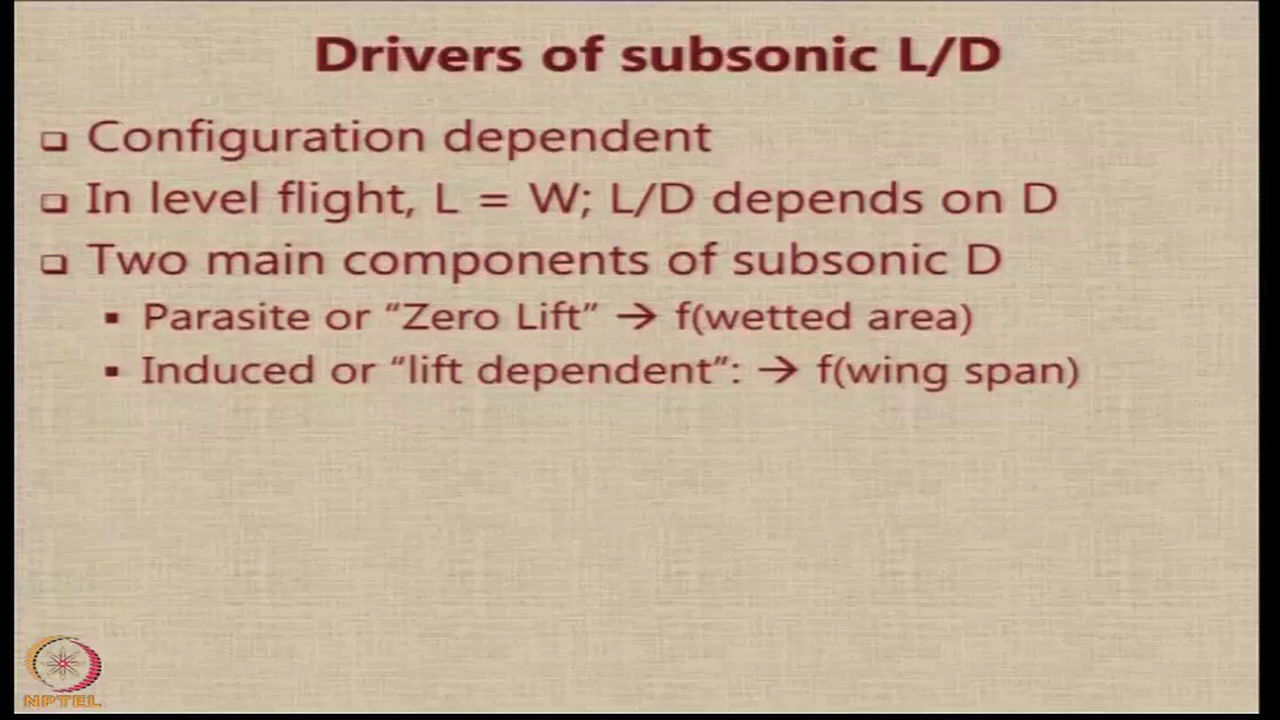 Drivers of subsonic L/D
❑ Configuration dependent
❑ In level flight, L = W; L/D depends on D
❑ Two main components of subsonic D
▪ Parasite or “Zero Lift” → f(wetted area)
▪ Induced or “lift dependent”: → f(wing span)
NPTEL